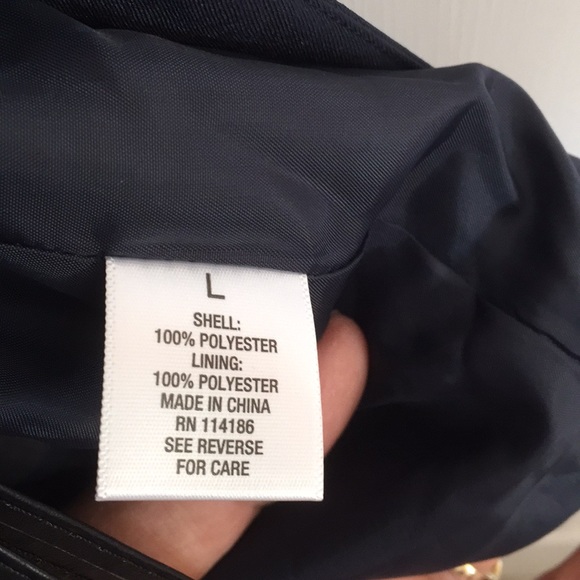 L
SHELL:
100% POLYESTER
LINING:
100% POLYESTER
MADE IN CHINA
RN 114186
SEE REVERSE
FOR CARE